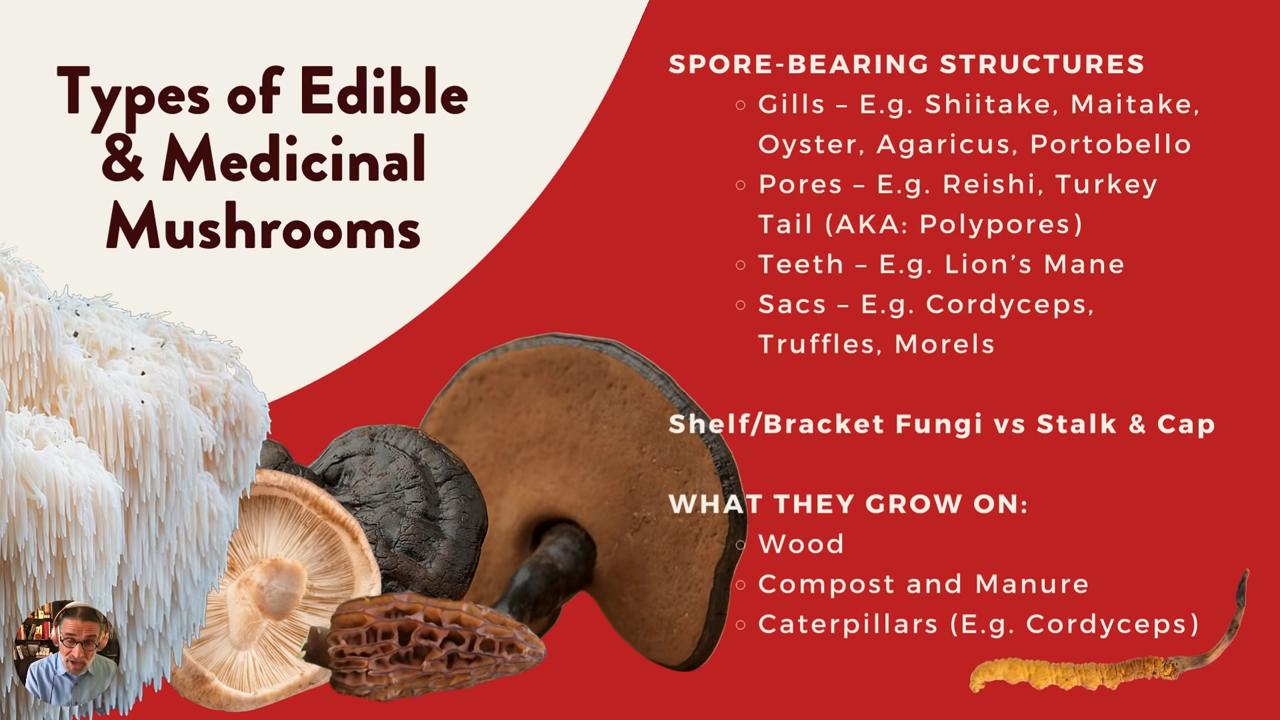 Types of Edible
& Medicinal
Mushrooms
SPORE-BEARING STRUCTURES
○ Gills – E.g. Shiitake, Maitake,
Oyster, Agaricus, Portobello
○ Pores – E.g. Reishi, Turkey
Tail (AKA: Polypores)
○ Teeth – E.g. Lion's Mane
○ Sacs – E.g. Cordyceps,
Truffles, Morels
Shelf/Bracket Fungi vs Stalk & Cap
WHAT THEY GROW ON:
○ Wood
○ Compost and Manure
○ Caterpillars (E.g. Cordyceps)